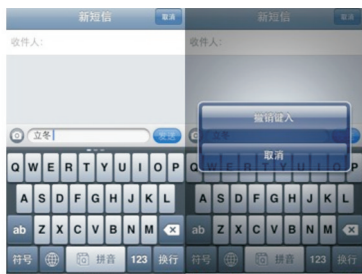 新短信
取消
收件人:
立冬
发送
Q W E R T Y U I O P
A S D F G H J K L
ab Z X C V B N M
符号 拼音 123 换行
新短信
取消
收件人:
撤销键入
取消
立冬
Q W E R T Y U I O P
A S D F G H J K L
ab Z X C V B N M
符号 拼音 123 换行